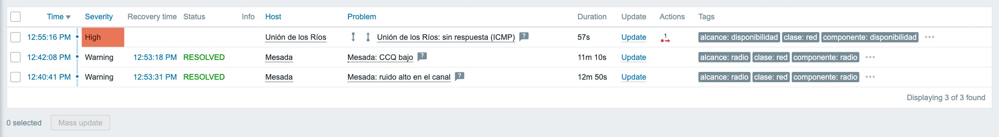 Time Severity Recovery time Status Info Host Problem Duration Update Actions Tags
12:55:16 PM High Unión de los Ríos Unión de los Ríos: sin respuesta (ICMP) ? 57s Update 1 alcance: disponibilidad clase: red componente: disponibilidad •••
12:42:08 PM Warning 12:53:18 PM RESOLVED Mesada Mesada: CCQ bajo ? 11m 10s Update alcance: radio clase: red componente: radio •••
12:40:41 PM Warning 12:53:31 PM RESOLVED Mesada Mesada: ruido alto en el canal ? 12m 50s Update alcance: radio clase: red componente: radio •••
Displaying 3 of 3 found
0 selected Mass update